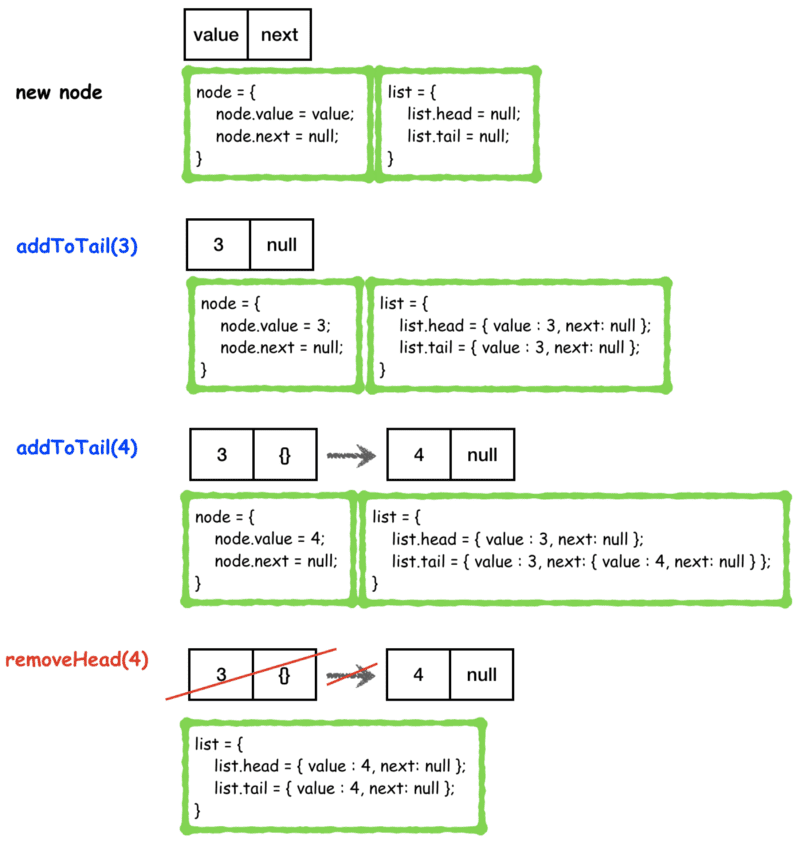 value next
new node
node = {
node.value = value;
node.next = null;
}
list = {
list.head = null;
list.tail = null;
}
addToTail(3)
3 null
node = {
node.value = 3;
node.next = null;
}
list = {
list.head = { value : 3, next: null };
list.tail = { value : 3, next: null };
}
addToTail(4)
3 {} 4 null
node = {
node.value = 4;
node.next = null;
}
list = {
list.head = { value : 3, next: null };
list.tail = { value : 3, next: { value : 4, next: null } };
}
removeHead(4)
3 {} 4 null
list = {
list.head = { value : 4, next: null };
list.tail = { value : 4, next: null };
}